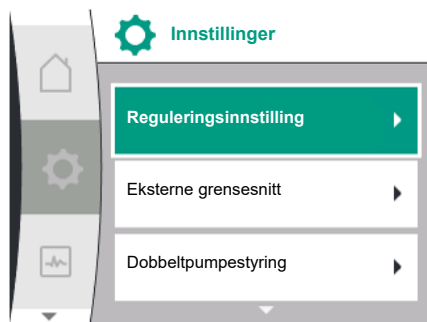 Innstillinger
Reguleringsinnstilling
Eksterne grensesnitt
Dobbeltpumpestyring